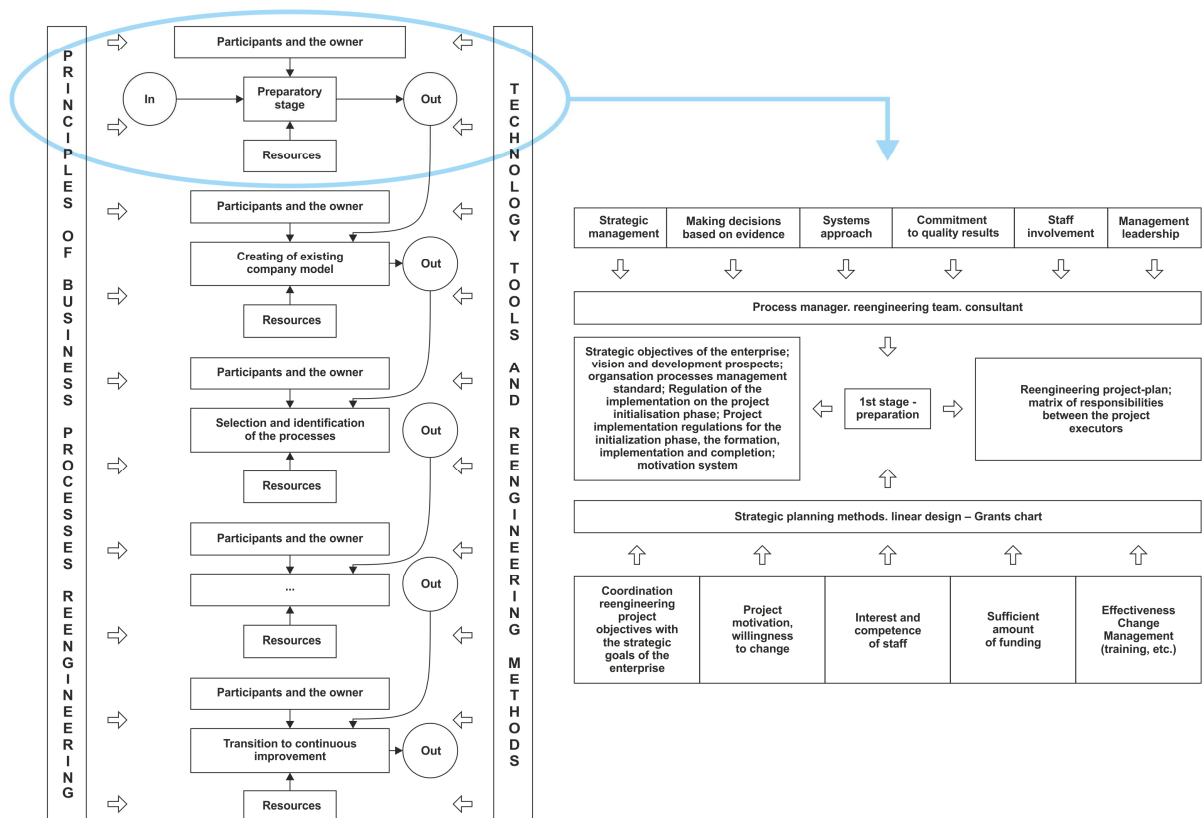 PRINCIPLES OF BUSINESS PROCESSES REENGINEERING
Participants and the owner
In
Preparatory
stage
Out
Resources
Participants and the owner
Creating of existing
company model
Out
Resources
Participants and the owner
Selection and identification
of the processes
Out
Resources
Participants and the owner
...
Out
Resources
Participants and the owner
Transition to continuous
improvement
Out
Resources
TECHNOLOGY TOOLS AND REENGINEERING METHODS
Strategic
management
Making decisions
based on evidence
Systems
approach
Commitment
to quality results
Staff
involvement
Management
leadership
Process manager. reengineering team. consultant
Strategic objectives of the enterprise;
vision and development prospects;
organisation processes management
standard; Regulation of the
implementation on the project
initialisation phase; Project
implementation regulations for the
initialization phase, the formation,
implementation and completion;
motivation system
1st stage -
preparation
Reengineering project-plan;
matrix of responsibilities
between the project
executors
Strategic planning methods. linear design – Grants chart
Coordination
reengineering
project
objectives with
the strategic
goals of the
enterprise
Project
motivation,
willingness
to change
Interest and
competence
of staff
Sufficient
amount
of funding
Effectiveness
Change
Management
(training, etc.)